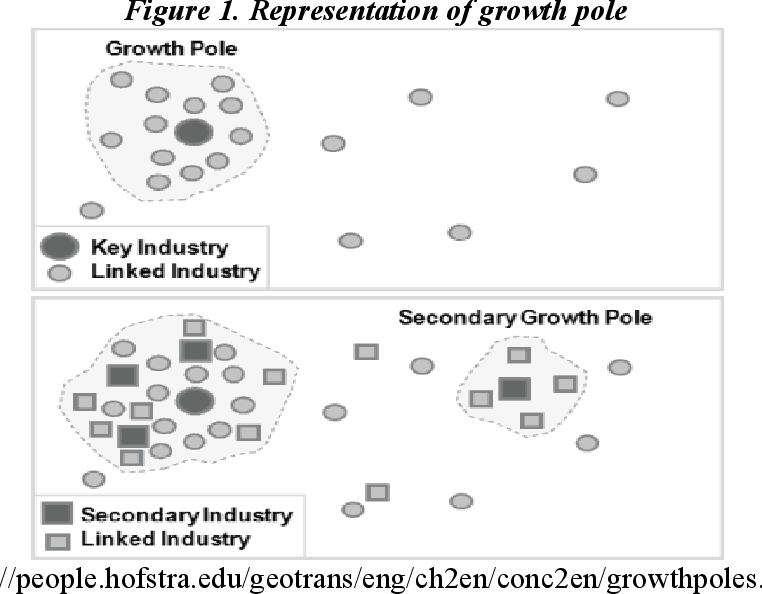 Figure 1. Representation of growth pole
Growth Pole
Key Industry
Linked Industry
Secondary Growth Pole
Secondary Industry
Linked Industry
//people.hofstra.edu/geotrans/eng/ch2en/conc2en/growthpoles.